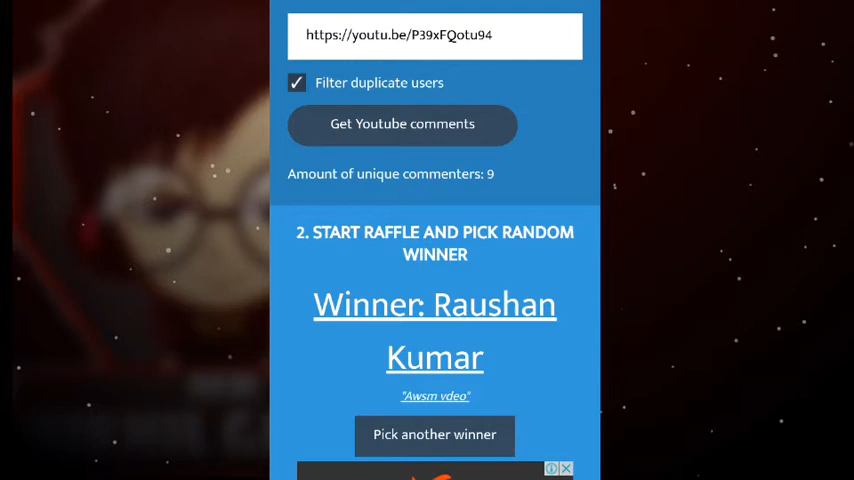 https://youtu.be/P39xFQotu94
Filter duplicate users
Get Youtube comments
Amount of unique commenters: 9
2. START RAFFLE AND PICK RANDOM
WINNER
Winner: Raushan
Kumar
"Awsm vdeo"
Pick another winner